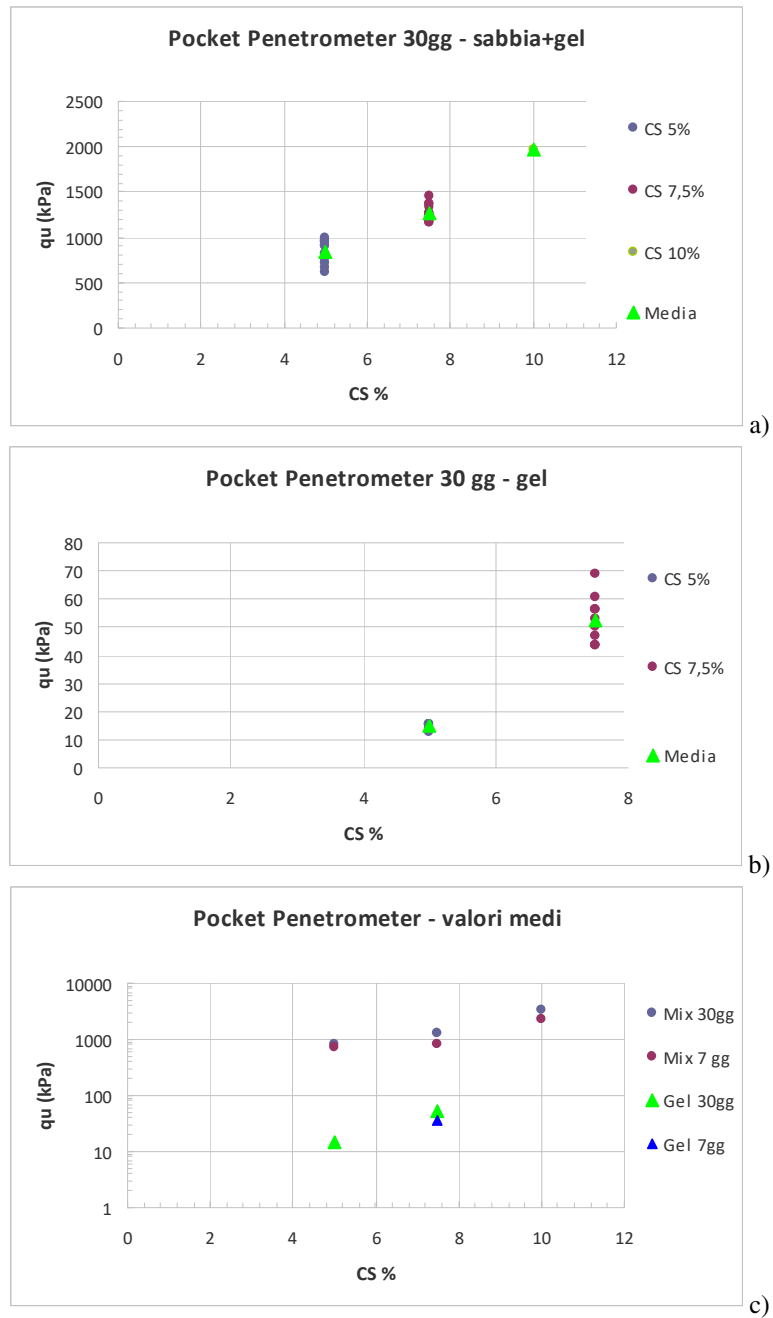 Pocket Penetrometer 30gg - sabbia+gel
2500
2000
1500
1000
500
0
0 2 4 6 8 10 12
qu (kPa)
CS %
CS 5%
CS 7,5%
CS 10%
Media
a)
Pocket Penetrometer 30 gg - gel
80
70
60
50
40
30
20
10
0
0 2 4 6 8
qu (kPa)
CS %
CS 5%
CS 7,5%
Media
b)
Pocket Penetrometer - valori medi
10000
1000
100
10
1
0 2 4 6 8 10 12
qu (kPa)
CS %
Mix 30gg
Mix 7 gg
Gel 30gg
Gel 7gg
c)